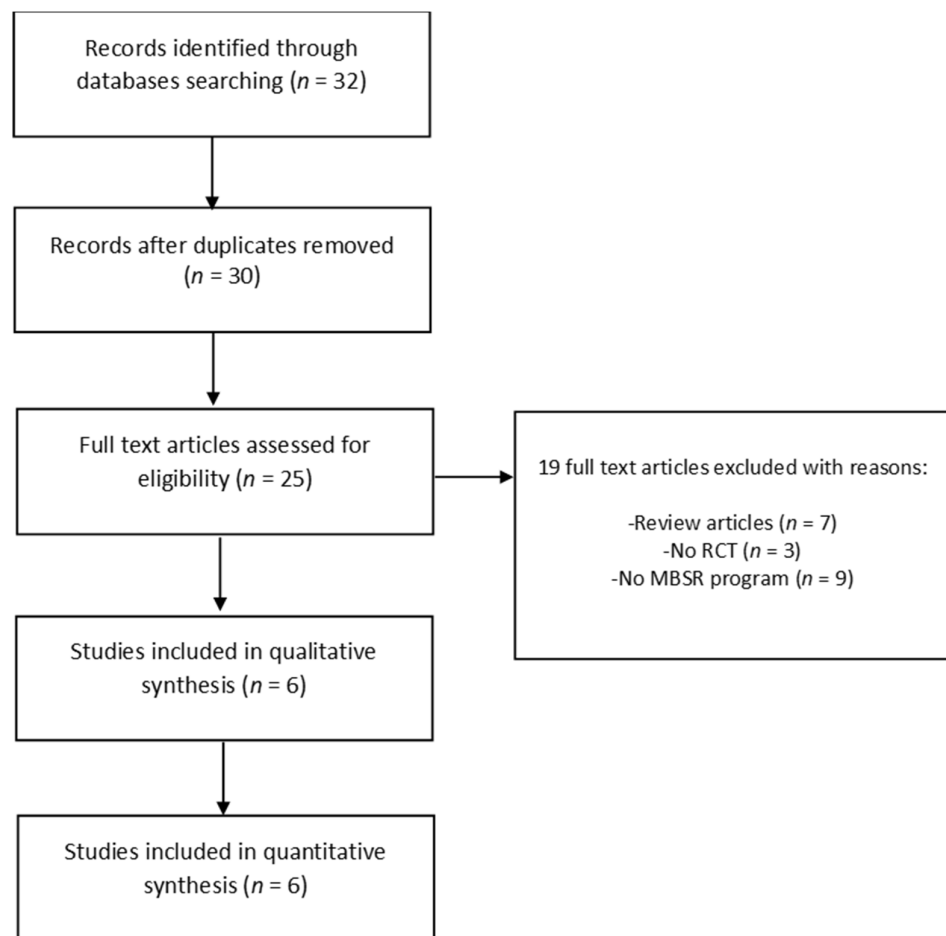 Records identified through
databases searching (n = 32)
Records after duplicates removed
(n = 30)
Full text articles assessed for
eligibility (n = 25)
19 full text articles excluded with reasons:
-Review articles (n = 7)
-No RCT (n = 3)
-No MBSR program (n = 9)
Studies included in qualitative
synthesis (n = 6)
Studies included in quantitative
synthesis (n = 6)